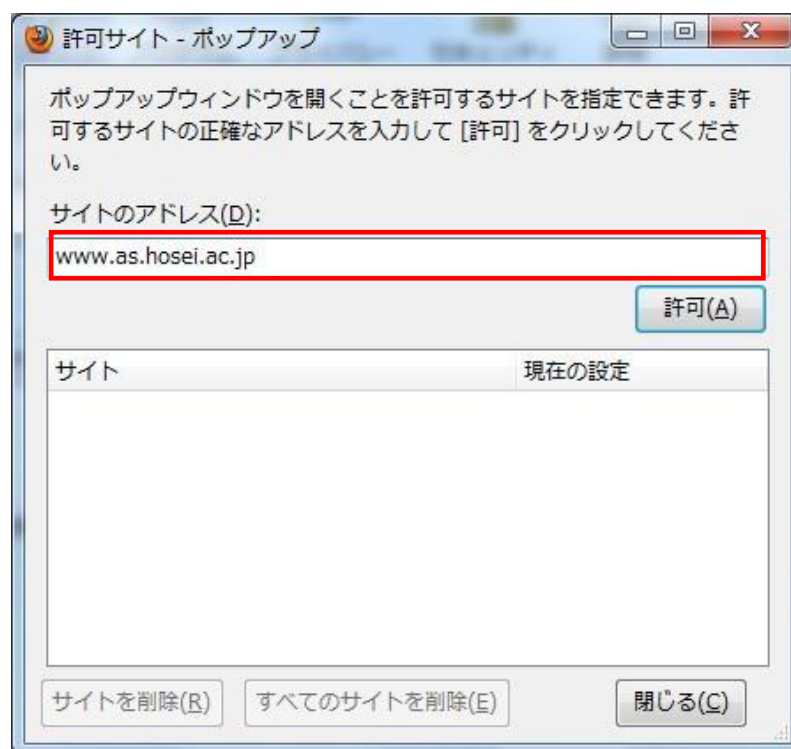 許可サイト - ポップアップ
ポップアップウィンドウを開くことを許可するサイトを指定できます。許
可するサイトの正確なアドレスを入力して [許可] をクリックしてくださ
い。
サイトのアドレス(D):
www.as.hosei.ac.jp
許可(A)
サイト 現在の設定
サイトを削除(R) すべてのサイトを削除(E) 閉じる(C)